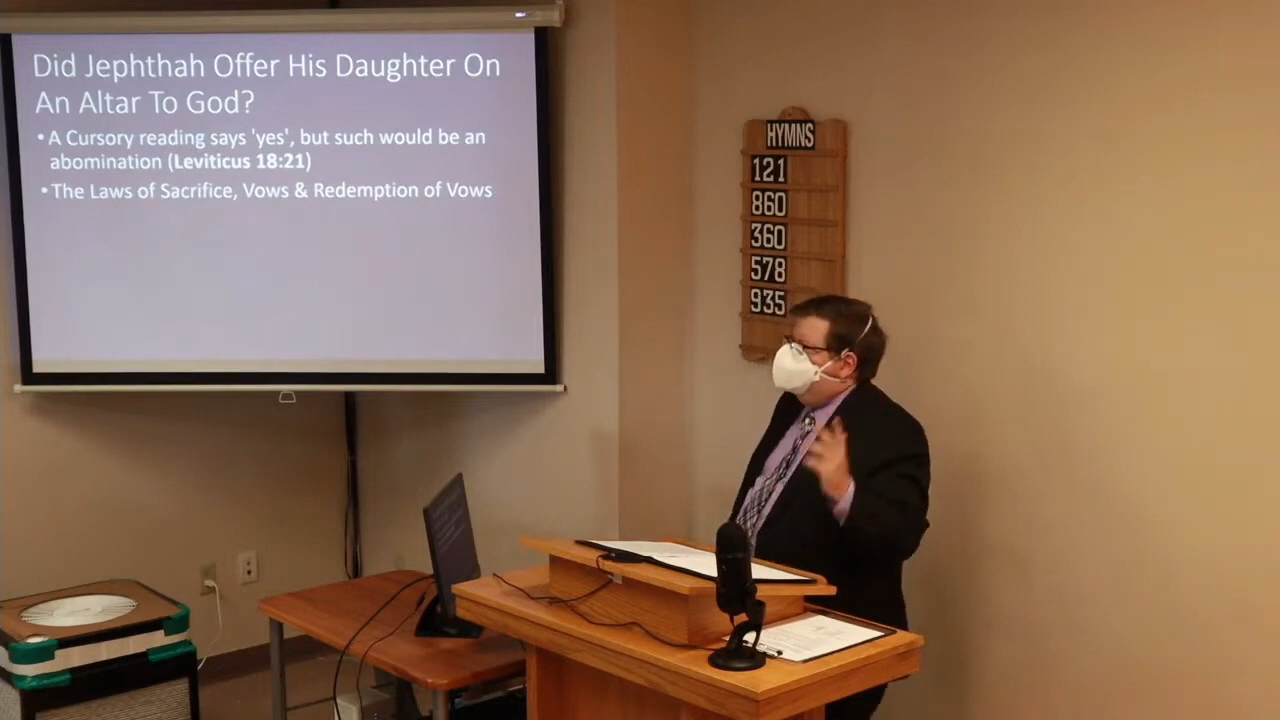 Did Jephthah Offer His Daughter On
An Altar To God?
• A Cursory reading says 'yes', but such would be an
abomination (Leviticus 18:21)
• The Laws of Sacrifice, Vows & Redemption of Vows
HYMNS
121
860
360
578
935